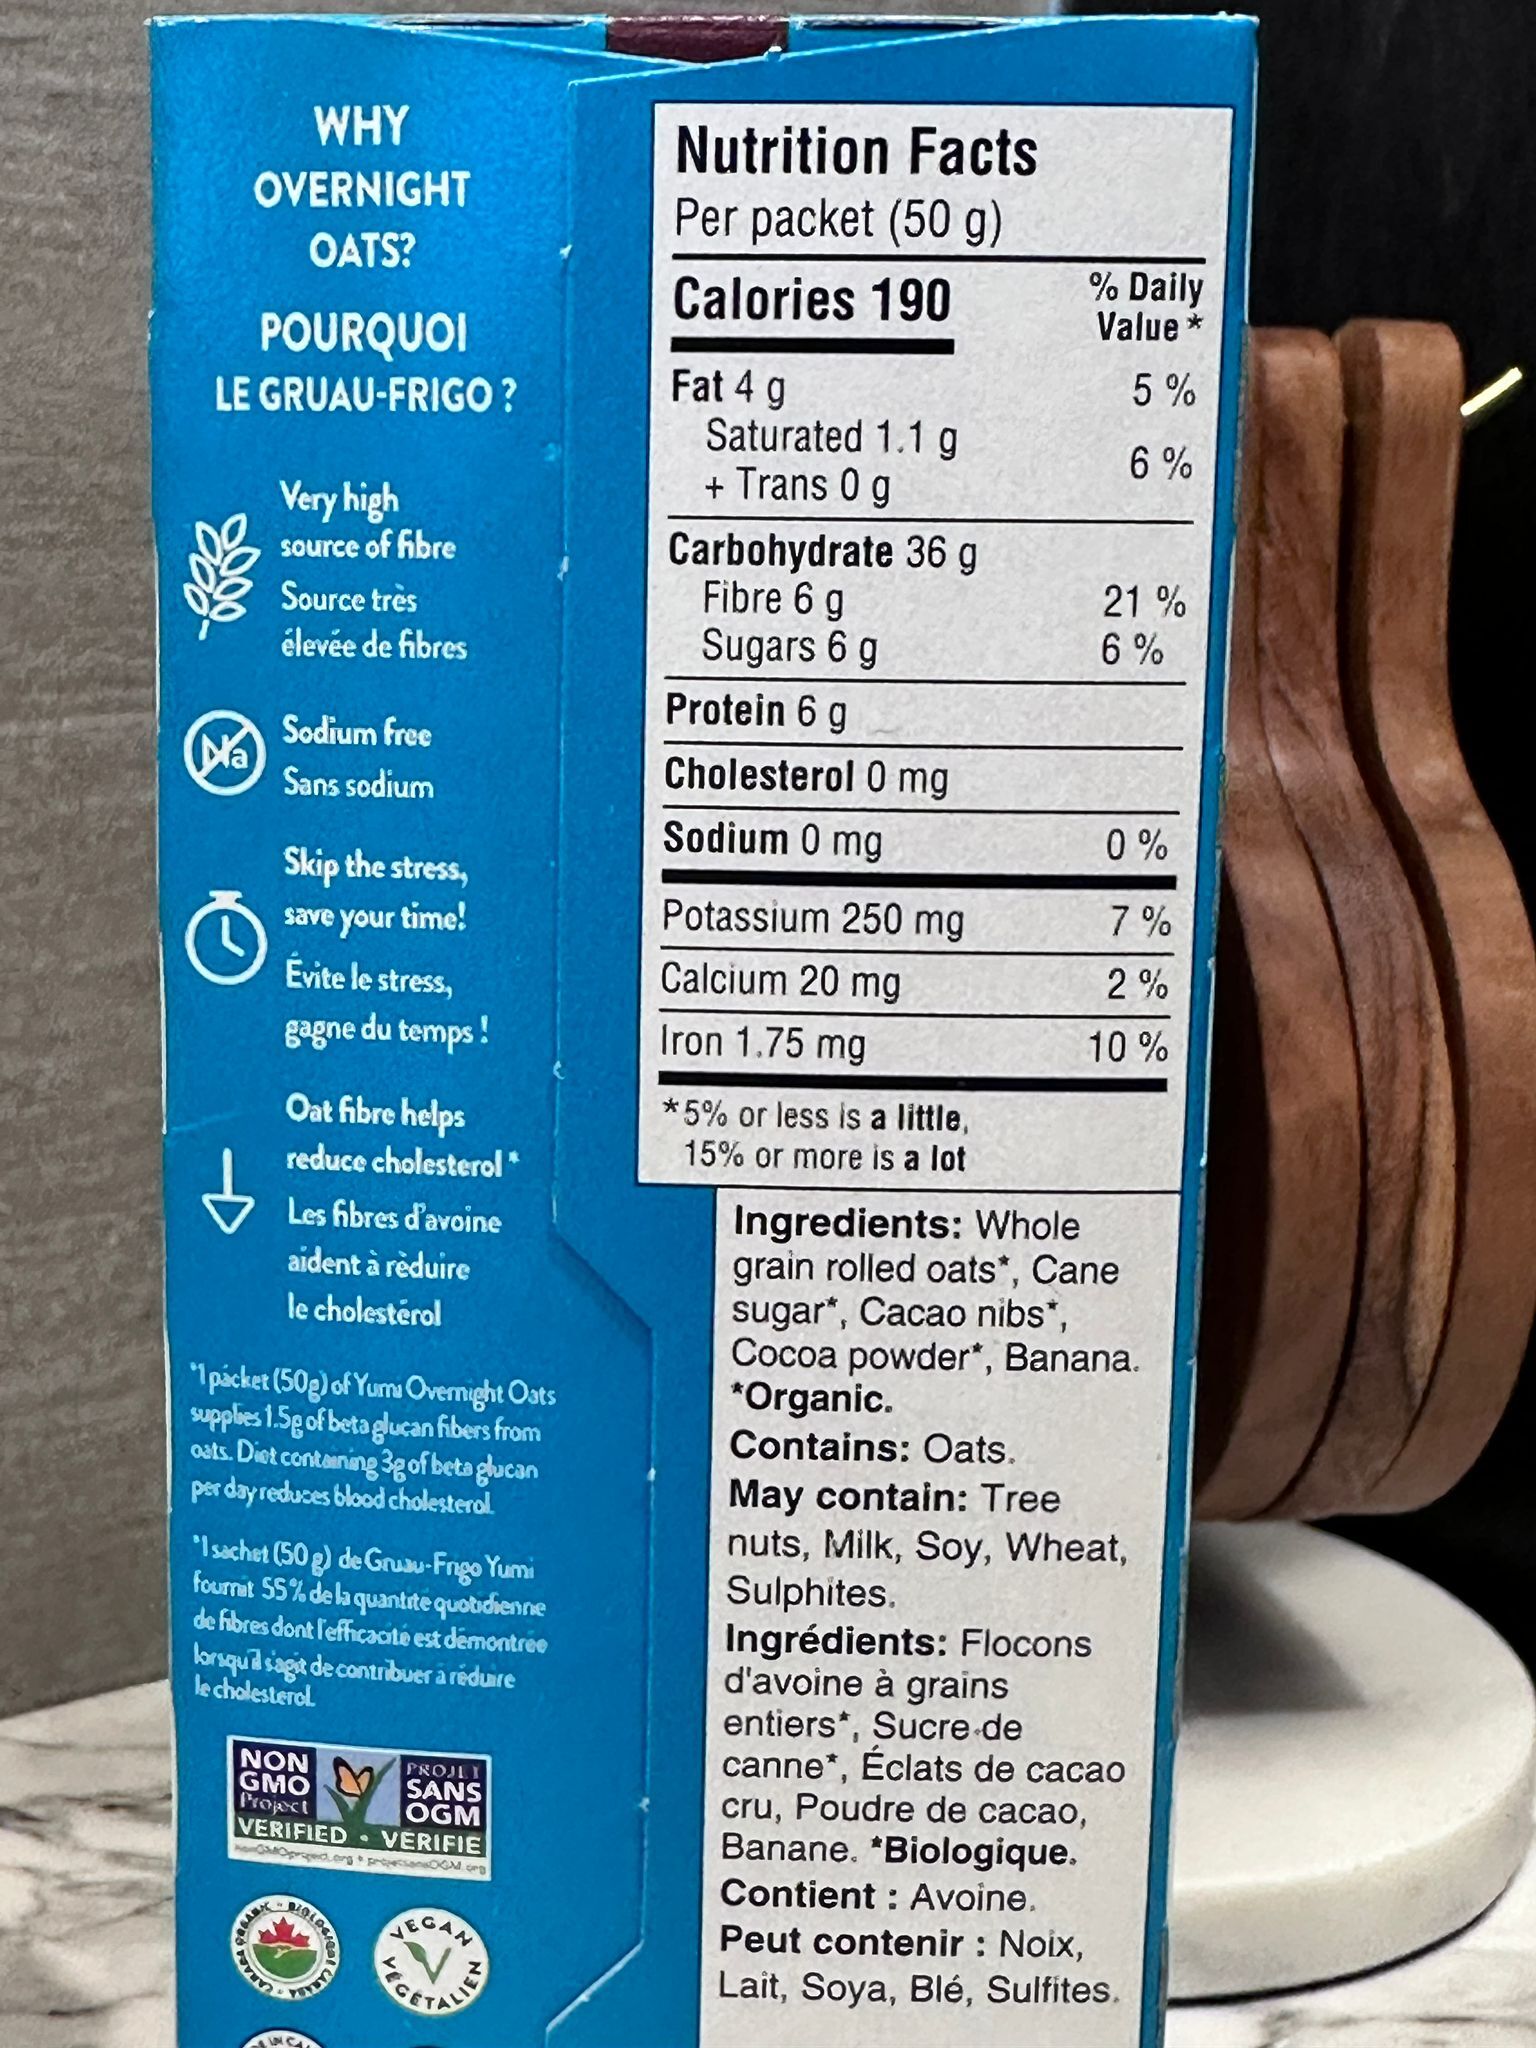 WHY
OVERNIGHT
OATS?
POURQUOI
LE GRUAU-FRIGO ?
Very high
source of fibre
Source très
élevée de fibres
Na
Sodium free
Sans sodium
Skip the stress,
save your time!
Évite le stress,
gagne du temps !
Oat fibre helps
reduce cholesterol*
Les fibres d'avoine
aident à réduire
le cholestérol
*1 packet (50g) of Yumi Overnight Oats
supplies 1.5g of beta glucan fibers from
oats. Diet containing 3g of beta glucan
per day reduces blood cholesterol.
*1 sachet (50 g) de Gruau-Frigo Yumi
fournit 55% de la quantité quotidienne
de fibres dont l'efficacité est démontrée
lorsqu'il s'agit de contribuer à réduire
le cholesterol.
NON
GMO
Project
VERIFIED • VERIFIÉ
PROJET
SANS
OGM
nonGMOproject.org • projetsansOGM.org
CANADA ORGANIC • BIOLOGIQUE CANADA
VEGAN
VÉGÉTALIEN
Nutrition Facts
Per packet (50 g)
Calories 190 % Daily
Value *
Fat 4 g 5 %
Saturated 1.1 g
+ Trans 0 g 6 %
Carbohydrate 36 g
Fibre 6 g 21 %
Sugars 6 g 6 %
Protein 6 g
Cholesterol 0 mg
Sodium 0 mg 0 %
Potassium 250 mg 7 %
Calcium 20 mg 2 %
Iron 1.75 mg 10 %
*5% or less is a little,
15% or more is a lot
Ingredients: Whole
grain rolled oats*, Cane
sugar*, Cacao nibs*,
Cocoa powder*, Banana.
*Organic.
Contains: Oats.
May contain: Tree
nuts, Milk, Soy, Wheat,
Sulphites.
Ingrédients: Flocons
d'avoine à grains
entiers*, Sucre de
canne*, Éclats de cacao
cru, Poudre de cacao,
Banane. *Biologique.
Contient : Avoine.
Peut contenir : Noix,
Lait, Soya, Blé, Sulfites.